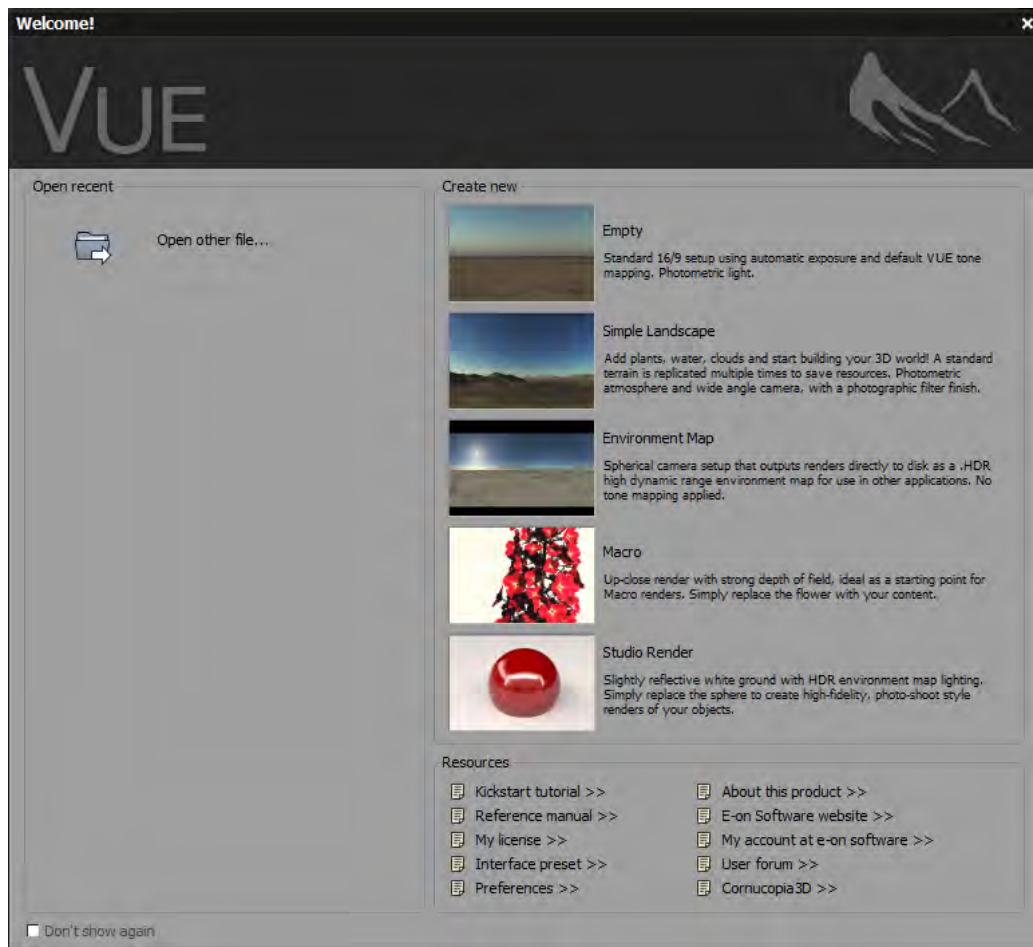 Welcome!
VUE
Open recent
Open other file...
Create new
Empty
Standard 16/9 setup using automatic exposure and default VUE tone
mapping. Photometric light.
Simple Landscape
Add plants, water, clouds and start building your 3D world! A standard
terrain is replicated multiple times to save resources. Photometric
atmosphere and wide angle camera, with a photographic filter finish.
Environment Map
Spherical camera setup that outputs renders directly to disk as a .HDR
high dynamic range environment map for use in other applications. No
tone mapping applied.
Macro
Up-close render with strong depth of field, ideal as a starting point for
Macro renders. Simply replace the flower with your content.
Studio Render
Slightly reflective white ground with HDR environment map lighting.
Simply replace the sphere to create high-fidelity, photo-shoot style
renders of your objects.
Resources
Kickstart tutorial >>
Reference manual >>
My license >>
Interface preset >>
Preferences >>
About this product >>
E-on Software website >>
My account at e-on software >>
User forum >>
Cornucopia3D >>
Don't show again